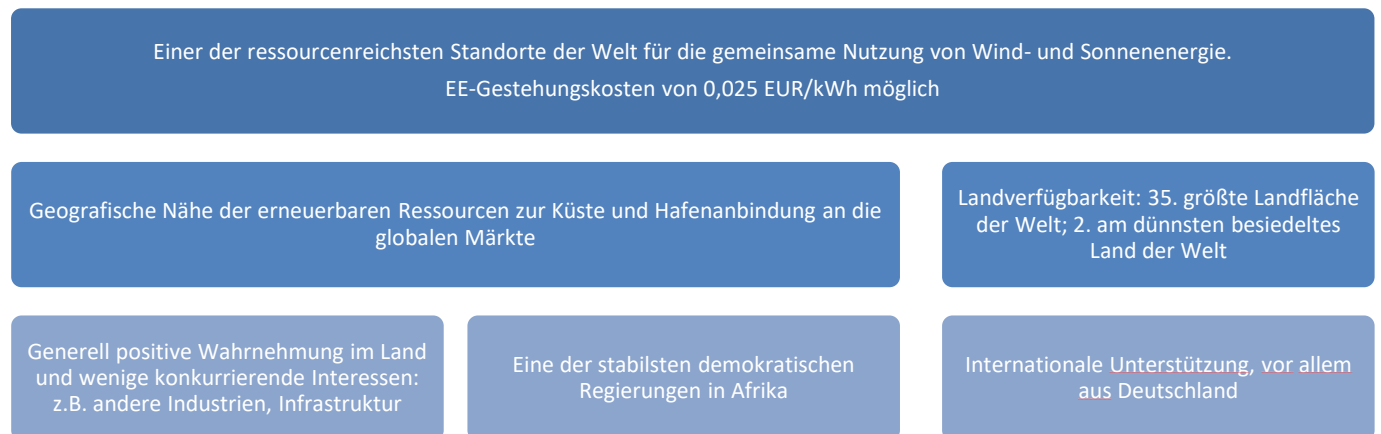 Einer der ressourcenreichsten Standorte der Welt für die gemeinsame Nutzung von Wind- und Sonnenenergie.
EE-Gestehungskosten von 0,025 EUR/kWh möglich
Geografische Nähe der erneuerbaren Ressourcen zur Küste und Hafenanbindung an die
globalen Märkte
Landverfügbarkeit: 35. größte Landfläche
der Welt; 2. am dünnsten besiedeltes
Land der Welt
Generell positive Wahrnehmung im Land
und wenige konkurrierende Interessen:
z.B. andere Industrien, Infrastruktur
Eine der stabilsten demokratischen
Regierungen in Afrika
Internationale Unterstützung, vor allem
aus Deutschland